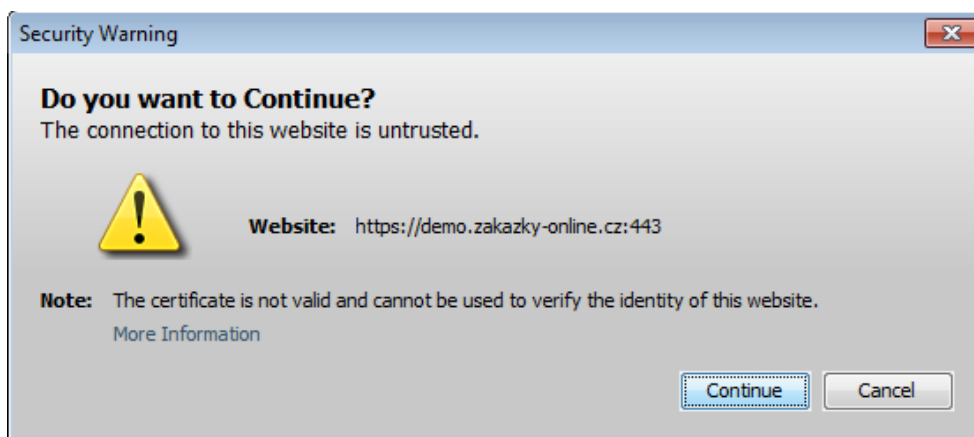 Security Warning
Do you want to Continue?
The connection to this website is untrusted.
Website: https://demo.zakazky-online.cz:443
Note: The certificate is not valid and cannot be used to verify the identity of this website.
More Information
Continue Cancel